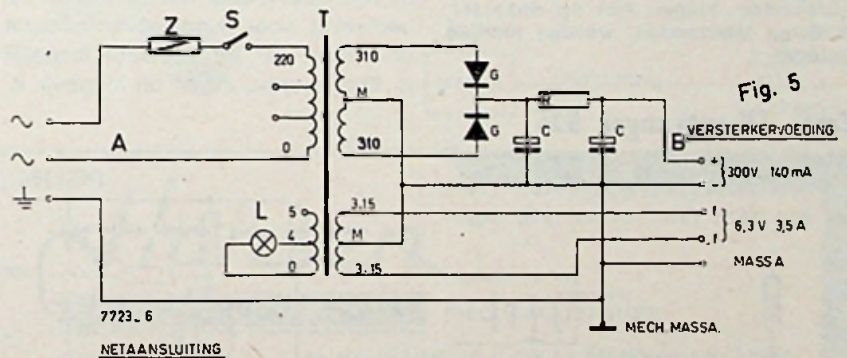 Z S T
220
310
M
310
G
G
R
C
C
Fig. 5
B
VERSTERKERVOEDING
+
300V 140mA
-
A
0
L
5
4
0
3.15
M
3.15
f
f
6,3 V 3,5 A
MASSA
7723_6
MECH. MASSA.
NETAANSLUITING